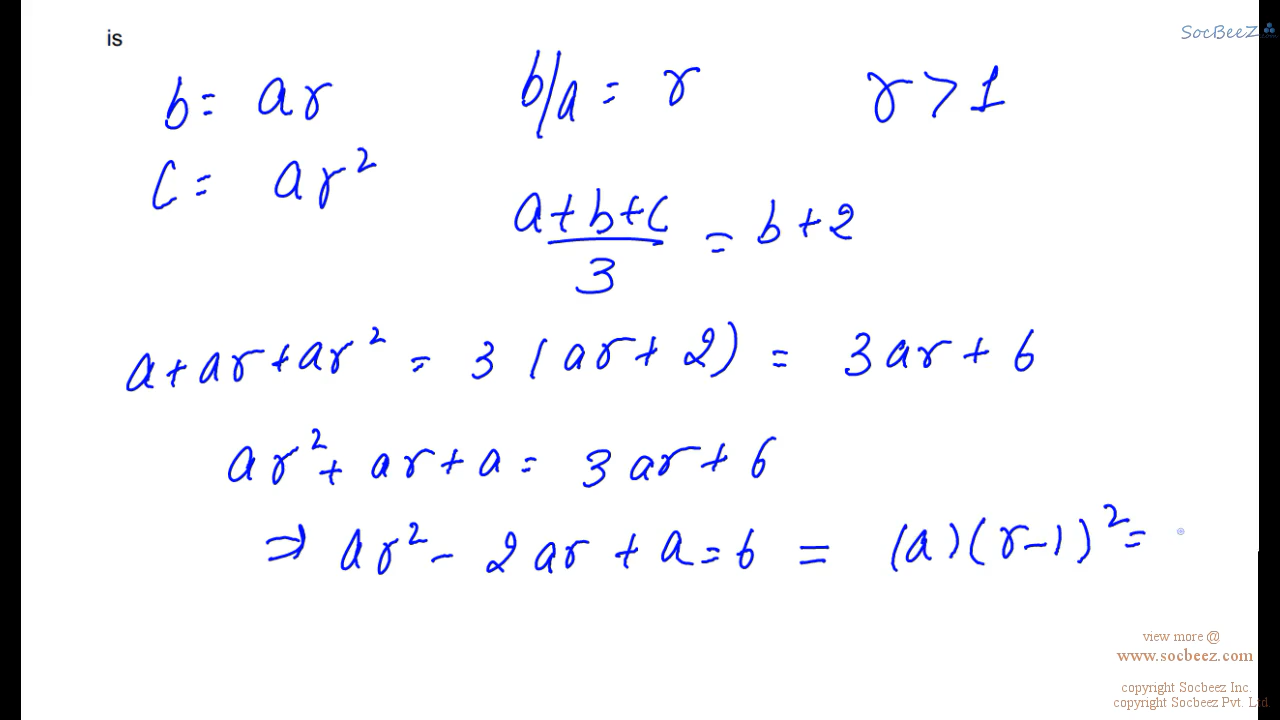 is
SocBeeZ.com
b = ar b/a = r r > 1
c = ar²
(a+b+c)/3 = b + 2
a + ar + ar² = 3 (ar + 2) = 3ar + 6
ar² + ar + a = 3ar + 6
⇒ ar² - 2ar + a = 6 = (a)(r-1)² =
view more @
www.socbeez.com
copyright Socbeez Inc.
copyright Socbeez Pvt. Ltd.